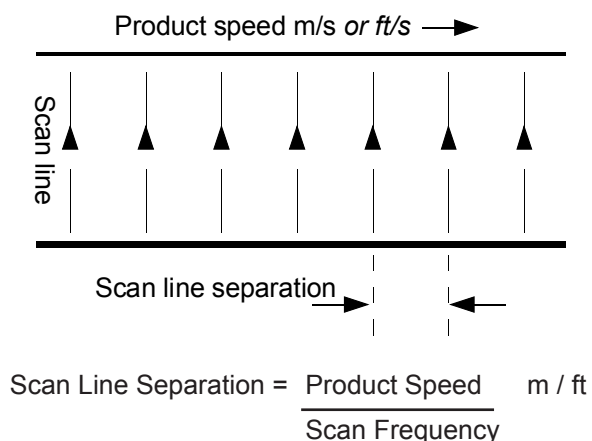 Product speed m/s or ft/s
Scan line
Scan line separation
Scan Line Separation = Product Speed m / ft
Scan Frequency